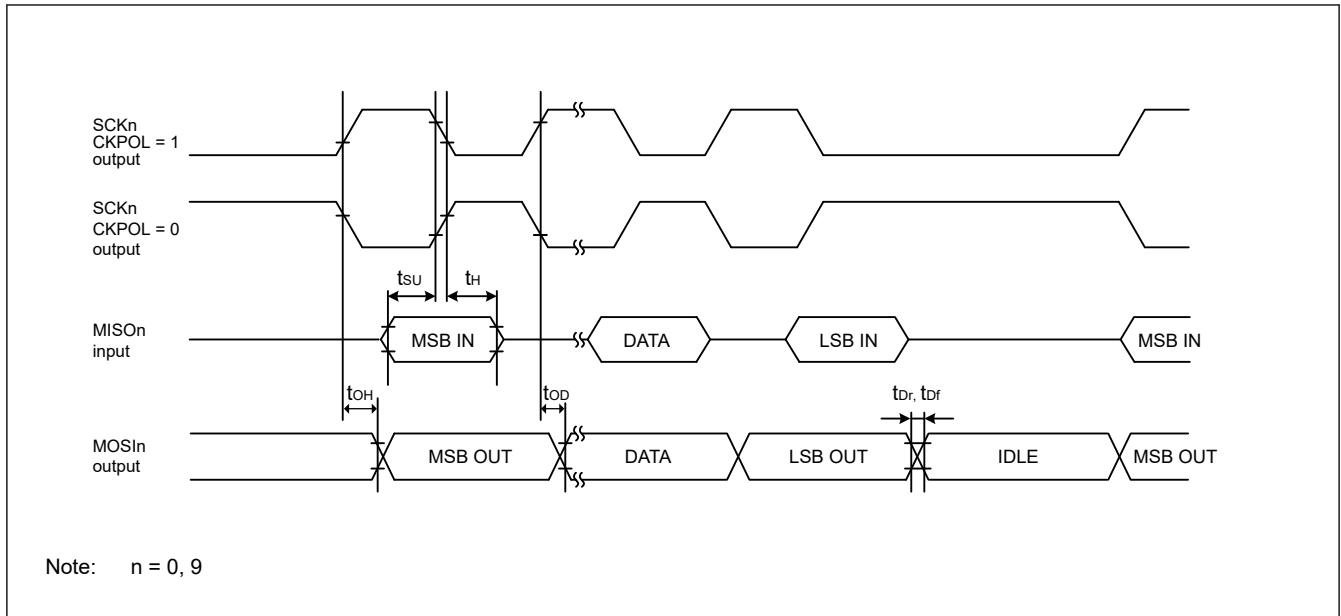 SCKn
CKPOL = 1
output
SCKn
CKPOL = 0
output
tSU
tH
MISOn
input
MSB IN
DATA
LSB IN
MSB IN
tOH
tOD
tDr, tDf
MOSIn
output
MSB OUT
DATA
LSB OUT
IDLE
MSB OUT
Note: n = 0, 9